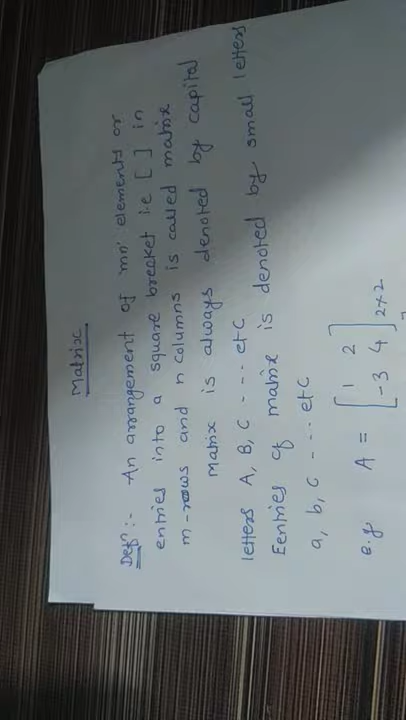 Matrix
Defn :- An arrangement of 'mn' elements or
entries into a square bracket i.e [ ] in
m-rows and n columns is called matrix
Matrix is always denoted by capital
letters A, B, C --- etc
Eentries of matrix is denoted by small letters
a, b, c --- etc
e.g A = [ 1 2
-3 4 ] 2×2